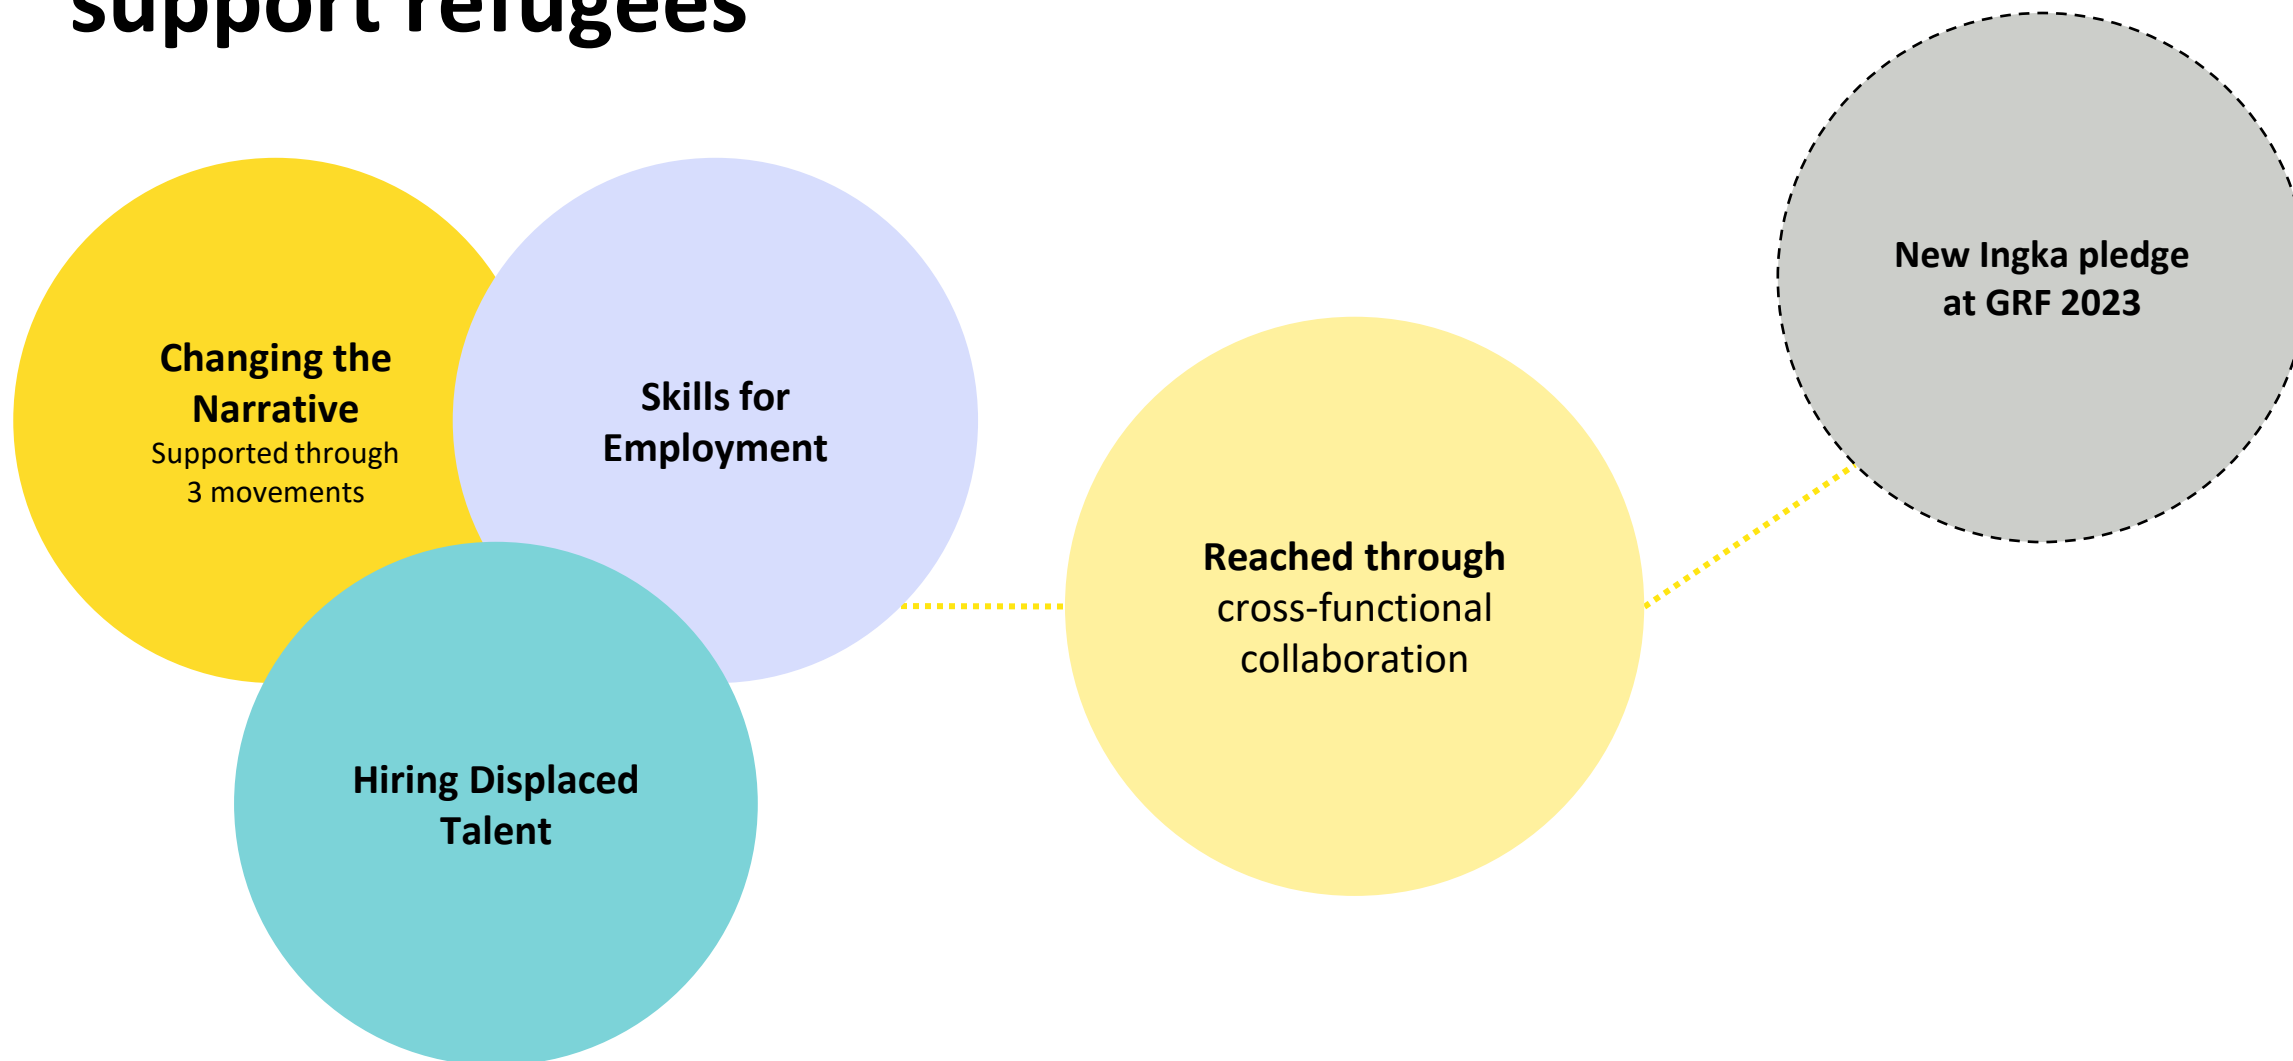 support refugees
Changing the
Narrative
Supported through
3 movements
Skills for
Employment
Hiring Displaced
Talent
Reached through
cross-functional
collaboration
New Ingka pledge
at GRF 2023